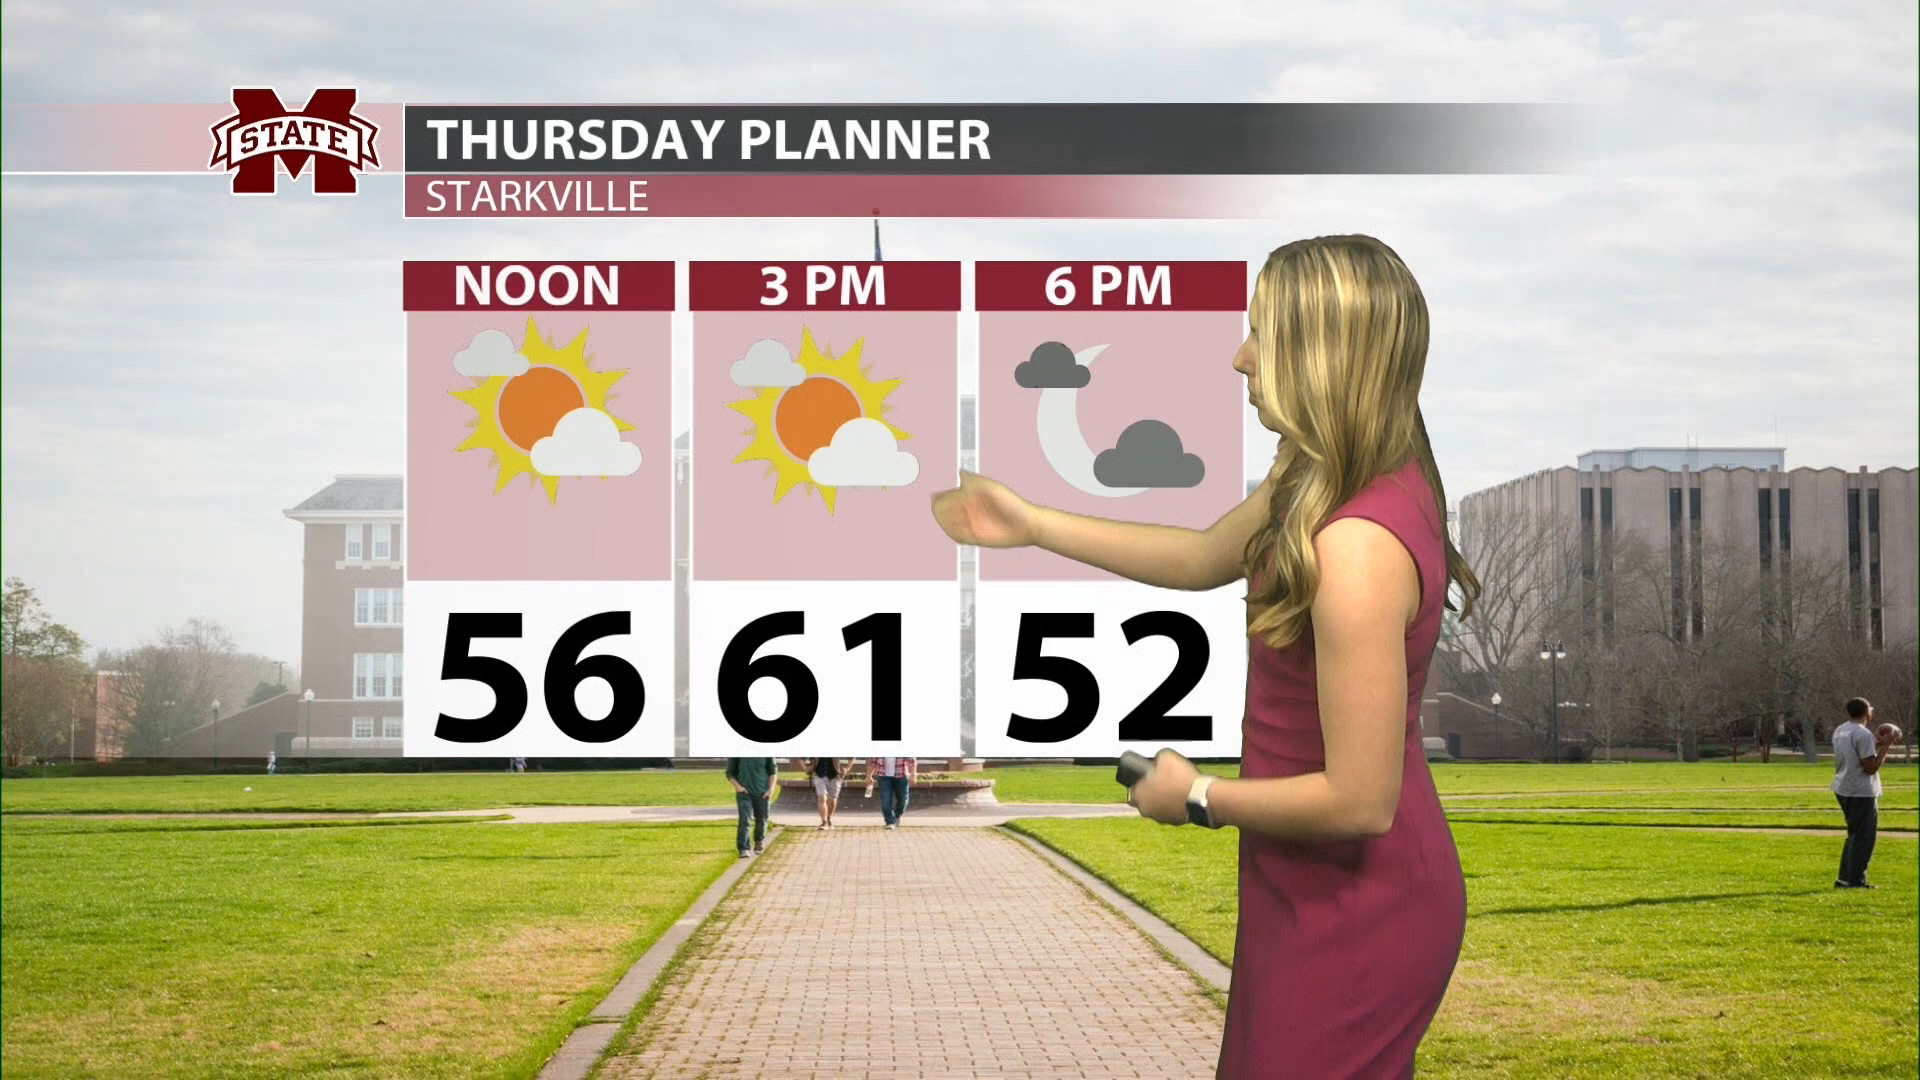 STATE
THURSDAY PLANNER
STARKVILLE
NOON
3 PM
6 PM
56
61
52